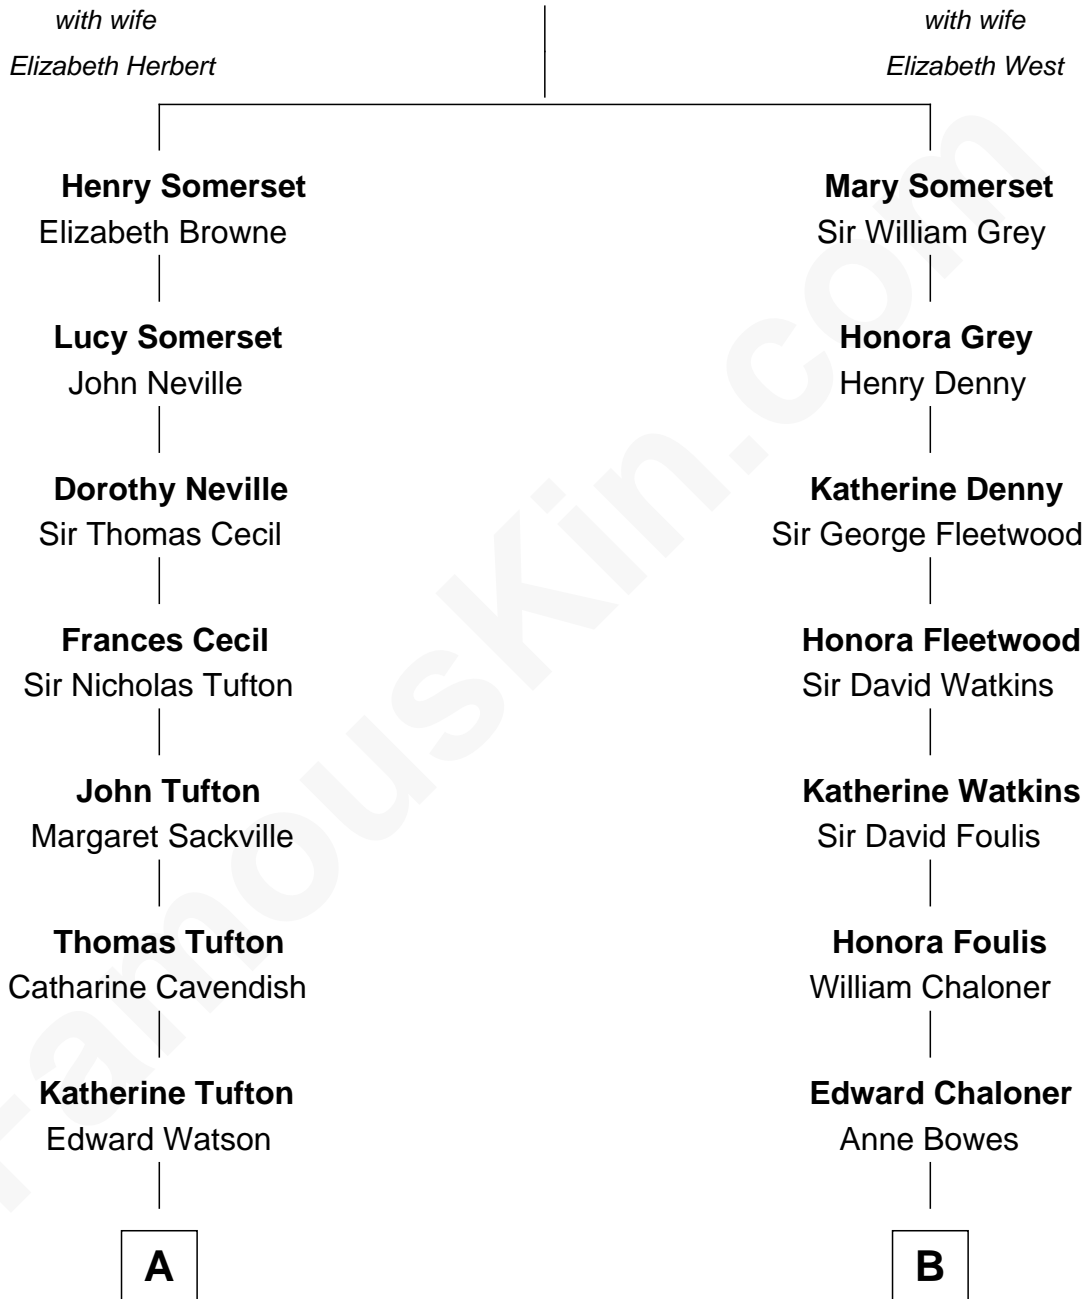 with wife
Elizabeth Herbert
with wife
Elizabeth West
Henry Somerset
Elizabeth Browne
Mary Somerset
Sir William Grey
Lucy Somerset
John Neville
Honora Grey
Henry Denny
Dorothy Neville
Sir Thomas Cecil
Katherine Denny
Sir George Fleetwood
Frances Cecil
Sir Nicholas Tufton
Honora Fleetwood
Sir David Watkins
John Tufton
Margaret Sackville
Katherine Watkins
Sir David Foulis
Thomas Tufton
Catharine Cavendish
Honora Foulis
William Chaloner
Katherine Tufton
Edward Watson
Edward Chaloner
Anne Bowes
A
B
FamousKin.com